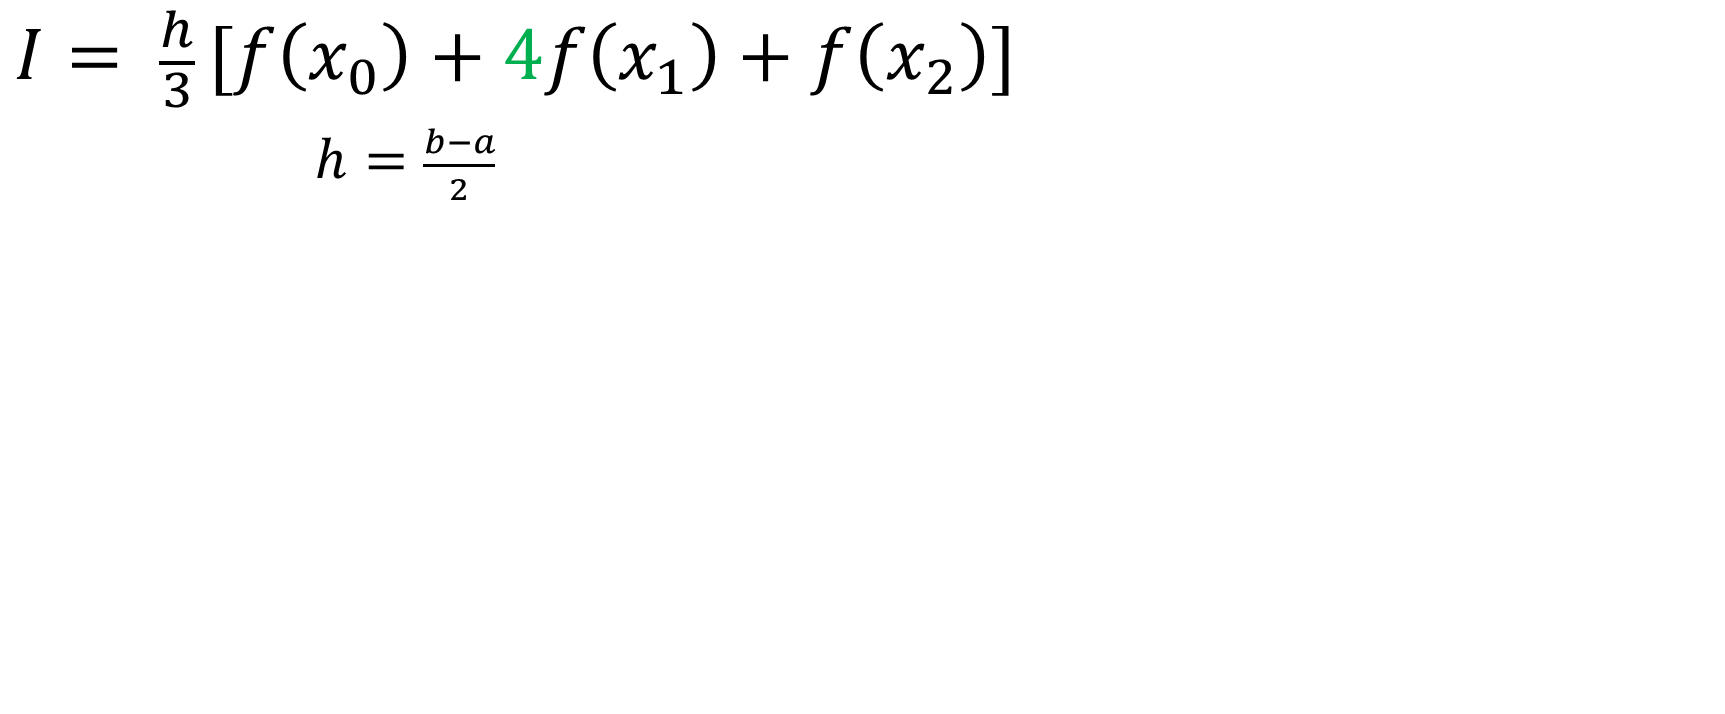 I = h/3 [f(x₀) + 4f(x₁) + f(x₂)]
h = b−a/2